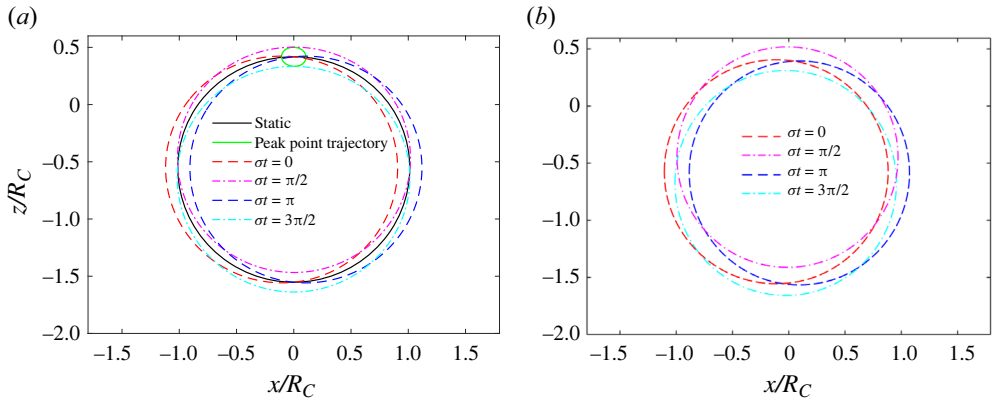 (a)
0.5
0
−0.5
−1.0
−1.5
−2.0
z/R_C
Static
Peak point trajectory
σt = 0
σt = π/2
σt = π
σt = 3π/2
−1.5 −1.0 −0.5 0 0.5 1.0 1.5
x/R_C
(b)
0.5
0
−0.5
−1.0
−1.5
−2.0
σt = 0
σt = π/2
σt = π
σt = 3π/2
−1.5 −1.0 −0.5 0 0.5 1.0 1.5
x/R_C